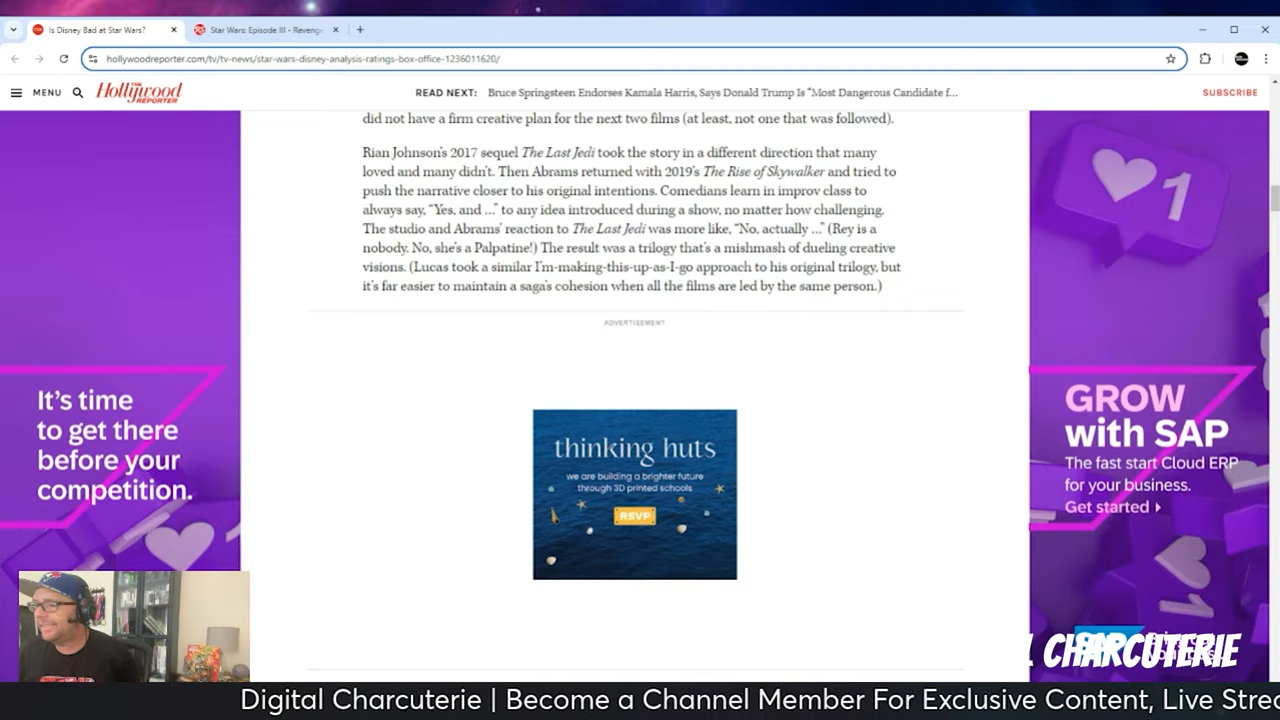 Is Disney Bad at Star Wars?
Star Wars: Episode III - Revenge
hollywoodreporter.com/tv/tv-news/star-wars-disney-analysis-ratings-box-office-1236011620/
MENU
THE Hollywood REPORTER
READ NEXT: Bruce Springsteen Endorses Kamala Harris, Says Donald Trump Is “Most Dangerous Candidate f...
SUBSCRIBE
did not have a firm creative plan for the next two films (at least, not one that was followed).
Rian Johnson’s 2017 sequel The Last Jedi took the story in a different direction that many
loved and many didn’t. Then Abrams returned with 2019’s The Rise of Skywalker and tried to
push the narrative closer to his original intentions. Comedians learn in improv class to
always say, “Yes, and …” to any idea introduced during a show, no matter how challenging.
The studio and Abrams’ reaction to The Last Jedi was more like, “No, actually …” (Rey is a
nobody. No, she’s a Palpatine!) The result was a trilogy that’s a mishmash of dueling creative
visions. (Lucas took a similar I’m-making-this-up-as-I-go approach to his original trilogy, but
it’s far easier to maintain a saga’s cohesion when all the films are led by the same person.)
ADVERTISEMENT
thinking huts
we are building a brighter future
through 3D printed schools
RSVP
It’s time
to get there
before your
competition.
1
GROW
with SAP
The fast start Cloud ERP
for your business.
Get started
CHARCUTERIE
Digital Charcuterie | Become a Channel Member For Exclusive Content, Live Stre